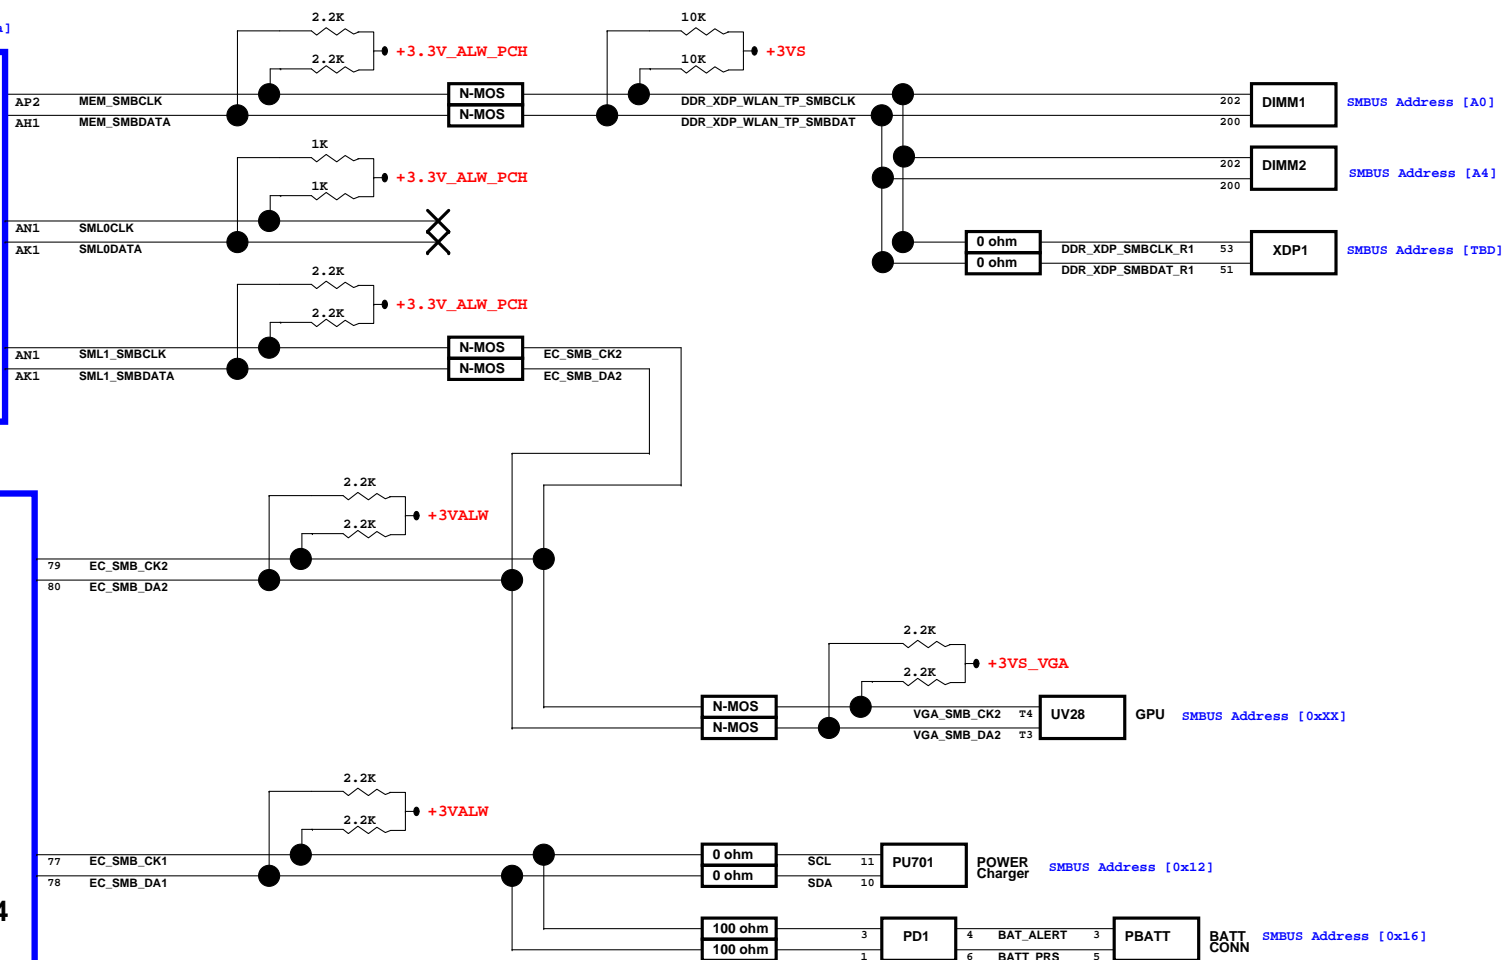 ]
2.2K
2.2K
+3.3V_ALW_PCH
10K
10K
+3VS
AP2 MEM_SMBCLK
AH1 MEM_SMBDATA
N-MOS
N-MOS
DDR_XDP_WLAN_TP_SMBCLK
DDR_XDP_WLAN_TP_SMBDAT
202
200
DIMM1
SMBUS Address [A0]
1K
1K
+3.3V_ALW_PCH
202
200
DIMM2
SMBUS Address [A4]
AN1 SML0CLK
AK1 SML0DATA
0 ohm
0 ohm
DDR_XDP_SMBCLK_R1 53
DDR_XDP_SMBDAT_R1 51
XDP1
SMBUS Address [TBD]
2.2K
2.2K
+3.3V_ALW_PCH
AN1 SML1_SMBCLK
AK1 SML1_SMBDATA
N-MOS
N-MOS
EC_SMB_CK2
EC_SMB_DA2
2.2K
2.2K
+3VALW
79 EC_SMB_CK2
80 EC_SMB_DA2
2.2K
2.2K
+3VS_VGA
N-MOS
N-MOS
VGA_SMB_CK2 T4
VGA_SMB_DA2 T3
UV28
GPU
SMBUS Address [0xXX]
2.2K
2.2K
+3VALW
77 EC_SMB_CK1
78 EC_SMB_DA1
0 ohm
0 ohm
SCL 11
SDA 10
PU701
POWER
Charger
SMBUS Address [0x12]
4
100 ohm
100 ohm
3
1
PD1
4 BAT_ALERT 3
6 BATT_PRS 5
PBATT
BATT
CONN
SMBUS Address [0x16]